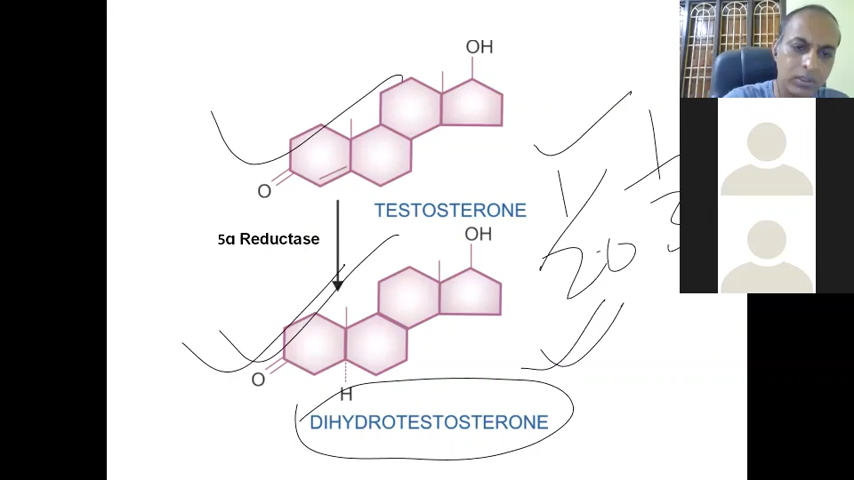 OH
O
TESTOSTERONE
5α Reductase
OH
O
H
DIHYDROTESTOSTERONE